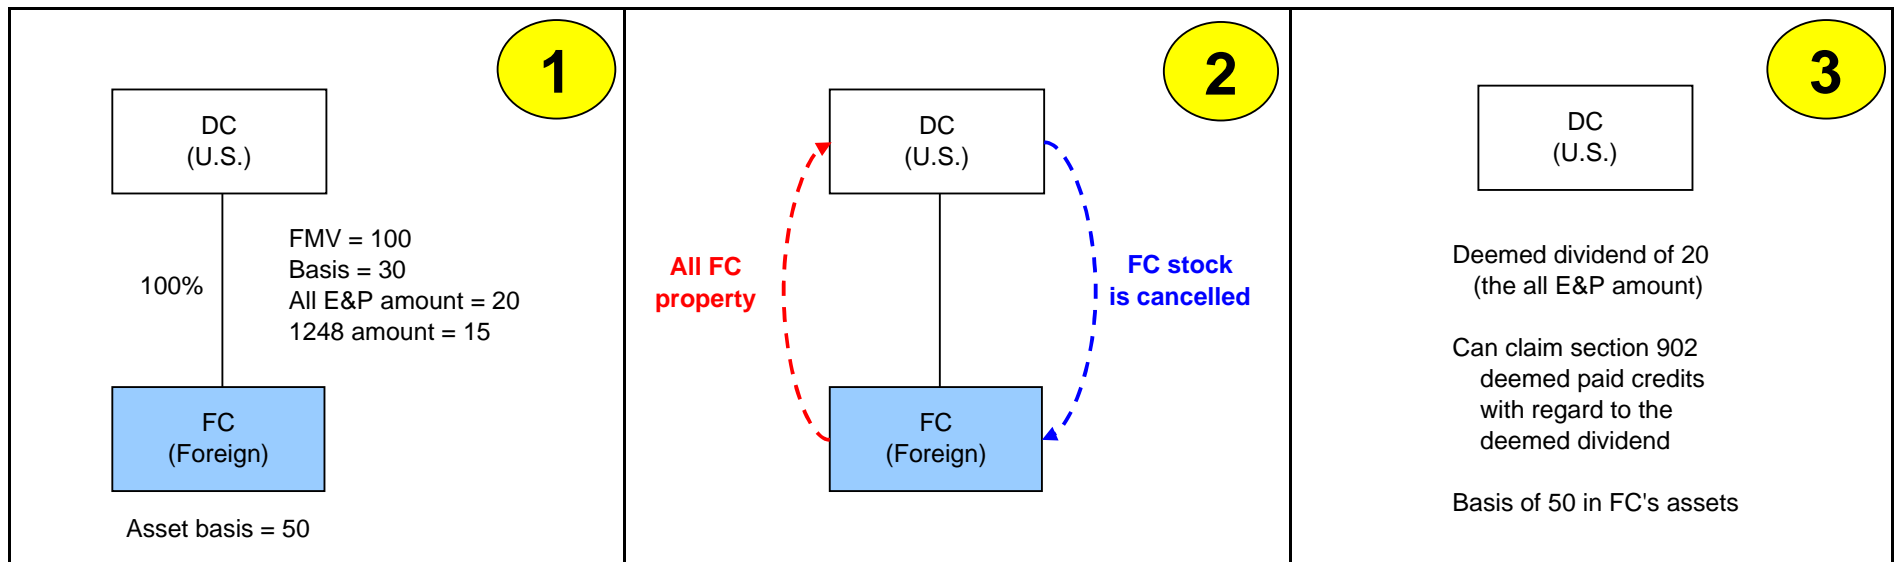 1
DC
(U.S.)
FMV = 100
Basis = 30
All E&P amount = 20
1248 amount = 15
100%
FC
(Foreign)
Asset basis = 50
2
DC
(U.S.)
All FC
property
FC stock
is cancelled
FC
(Foreign)
3
DC
(U.S.)
Deemed dividend of 20
(the all E&P amount)
Can claim section 902
deemed paid credits
with regard to the
deemed dividend
Basis of 50 in FC's assets